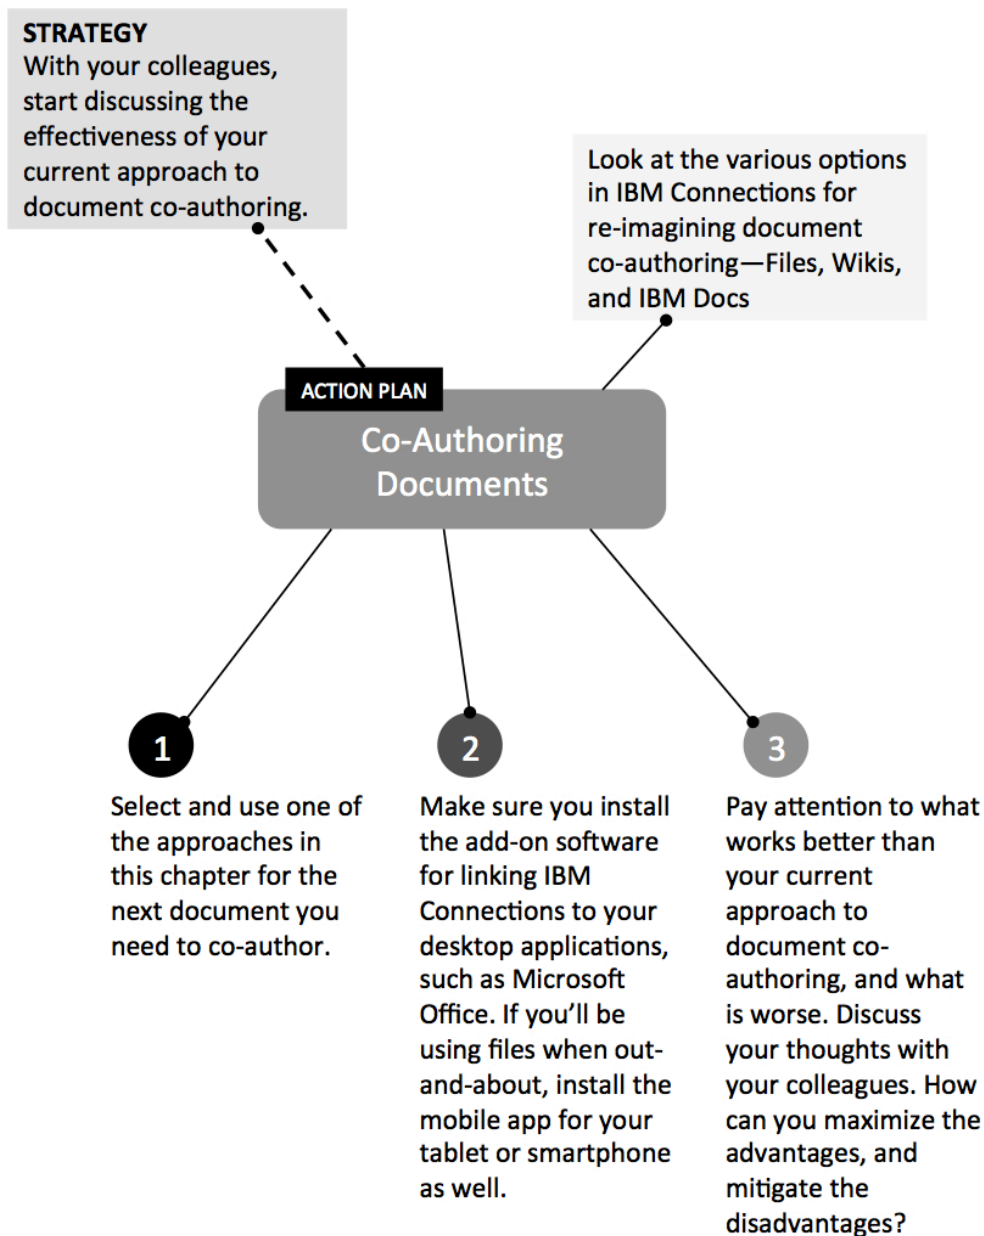 STRATEGY
With your colleagues,
start discussing the
effectiveness of your
current approach to
document co-authoring.
Look at the various options
in IBM Connections for
re-imagining document
co-authoring—Files, Wikis,
and IBM Docs
ACTION PLAN
Co-Authoring
Documents
1
Select and use one of
the approaches in
this chapter for the
next document you
need to co-author.
2
Make sure you install
the add-on software
for linking IBM
Connections to your
desktop applications,
such as Microsoft
Office. If you’ll be
using files when out-
and-about, install the
mobile app for your
tablet or smartphone
as well.
3
Pay attention to what
works better than
your current
approach to
document co-
authoring, and what
is worse. Discuss
your thoughts with
your colleagues. How
can you maximize the
advantages, and
mitigate the
disadvantages?